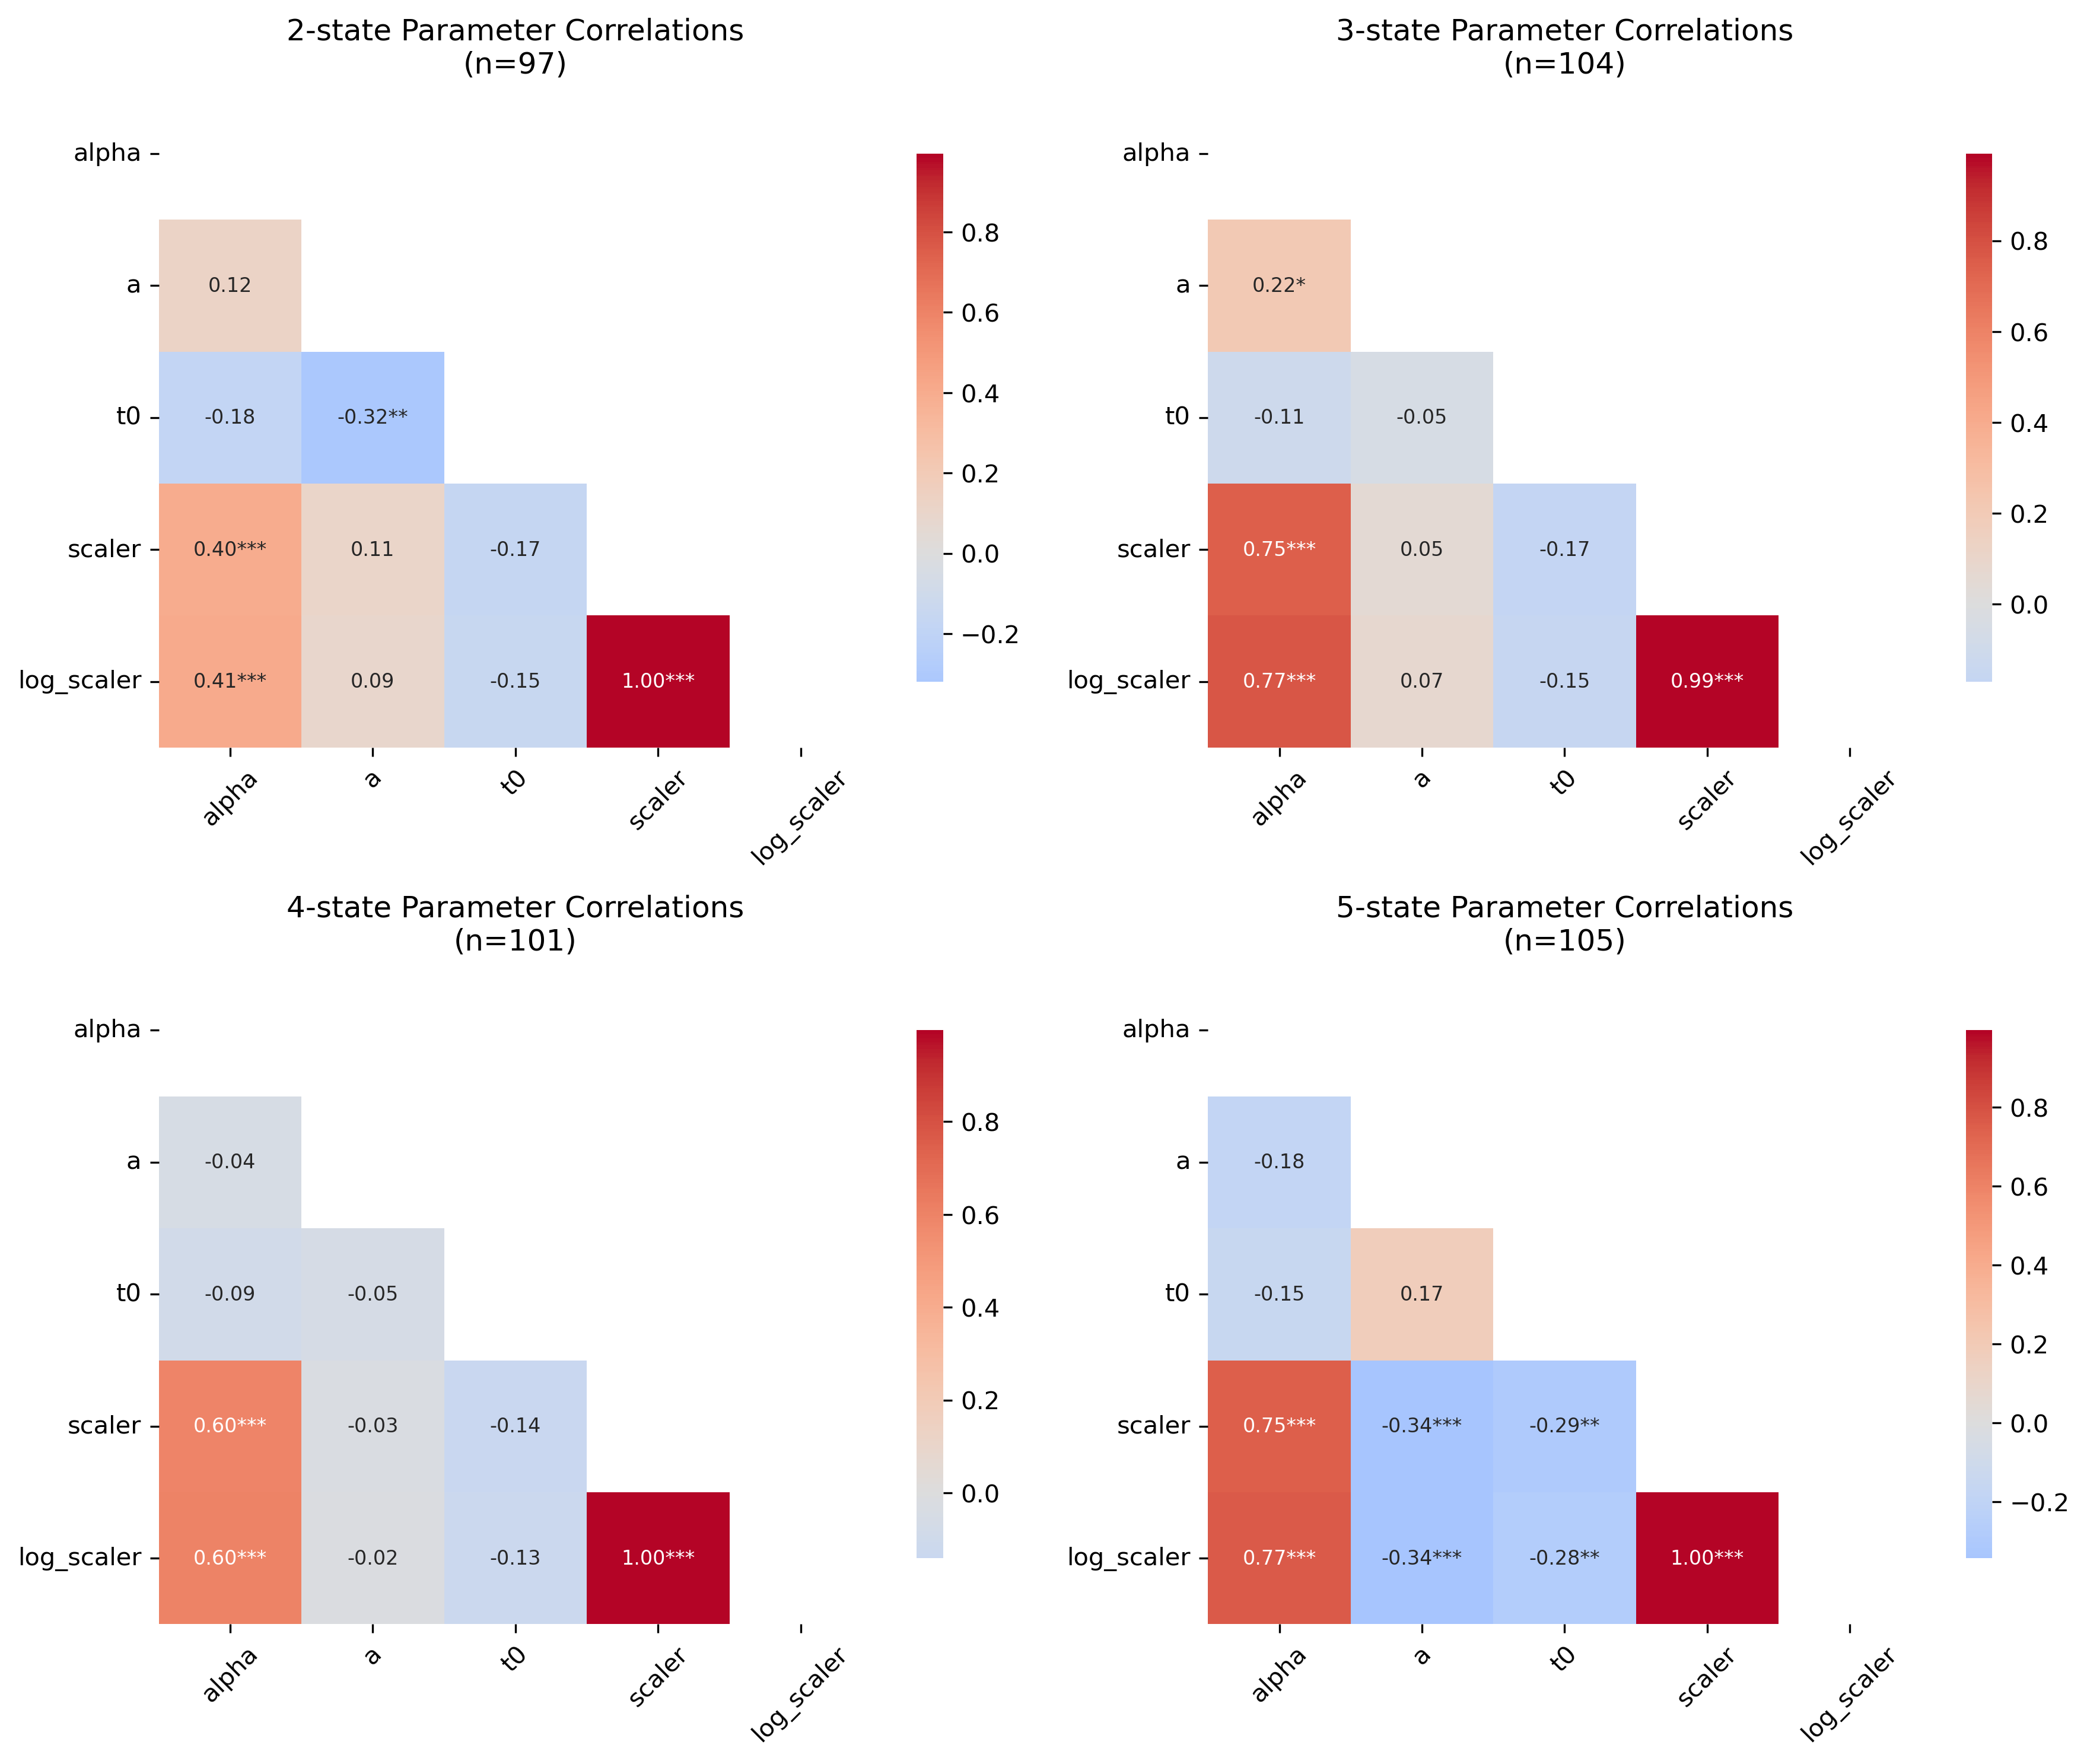 2-state Parameter Correlations
(n=97)
alpha
a
t0
scaler
log_scaler
0.12
-0.18 -0.32**
0.40*** 0.11 -0.17
0.41*** 0.09 -0.15 1.00***
alpha a t0 scaler log_scaler
0.8
0.6
0.4
0.2
0.0
−0.2
3-state Parameter Correlations
(n=104)
alpha
a
t0
scaler
log_scaler
0.22*
-0.11 -0.05
0.75*** 0.05 -0.17
0.77*** 0.07 -0.15 0.99***
alpha a t0 scaler log_scaler
0.8
0.6
0.4
0.2
0.0
4-state Parameter Correlations
(n=101)
alpha
a
t0
scaler
log_scaler
-0.04
-0.09 -0.05
0.60*** -0.03 -0.14
0.60*** -0.02 -0.13 1.00***
alpha a t0 scaler log_scaler
0.8
0.6
0.4
0.2
0.0
5-state Parameter Correlations
(n=105)
alpha
a
t0
scaler
log_scaler
-0.18
-0.15 0.17
0.75*** -0.34*** -0.29**
0.77*** -0.34*** -0.28** 1.00***
alpha a t0 scaler log_scaler
0.8
0.6
0.4
0.2
0.0
−0.2